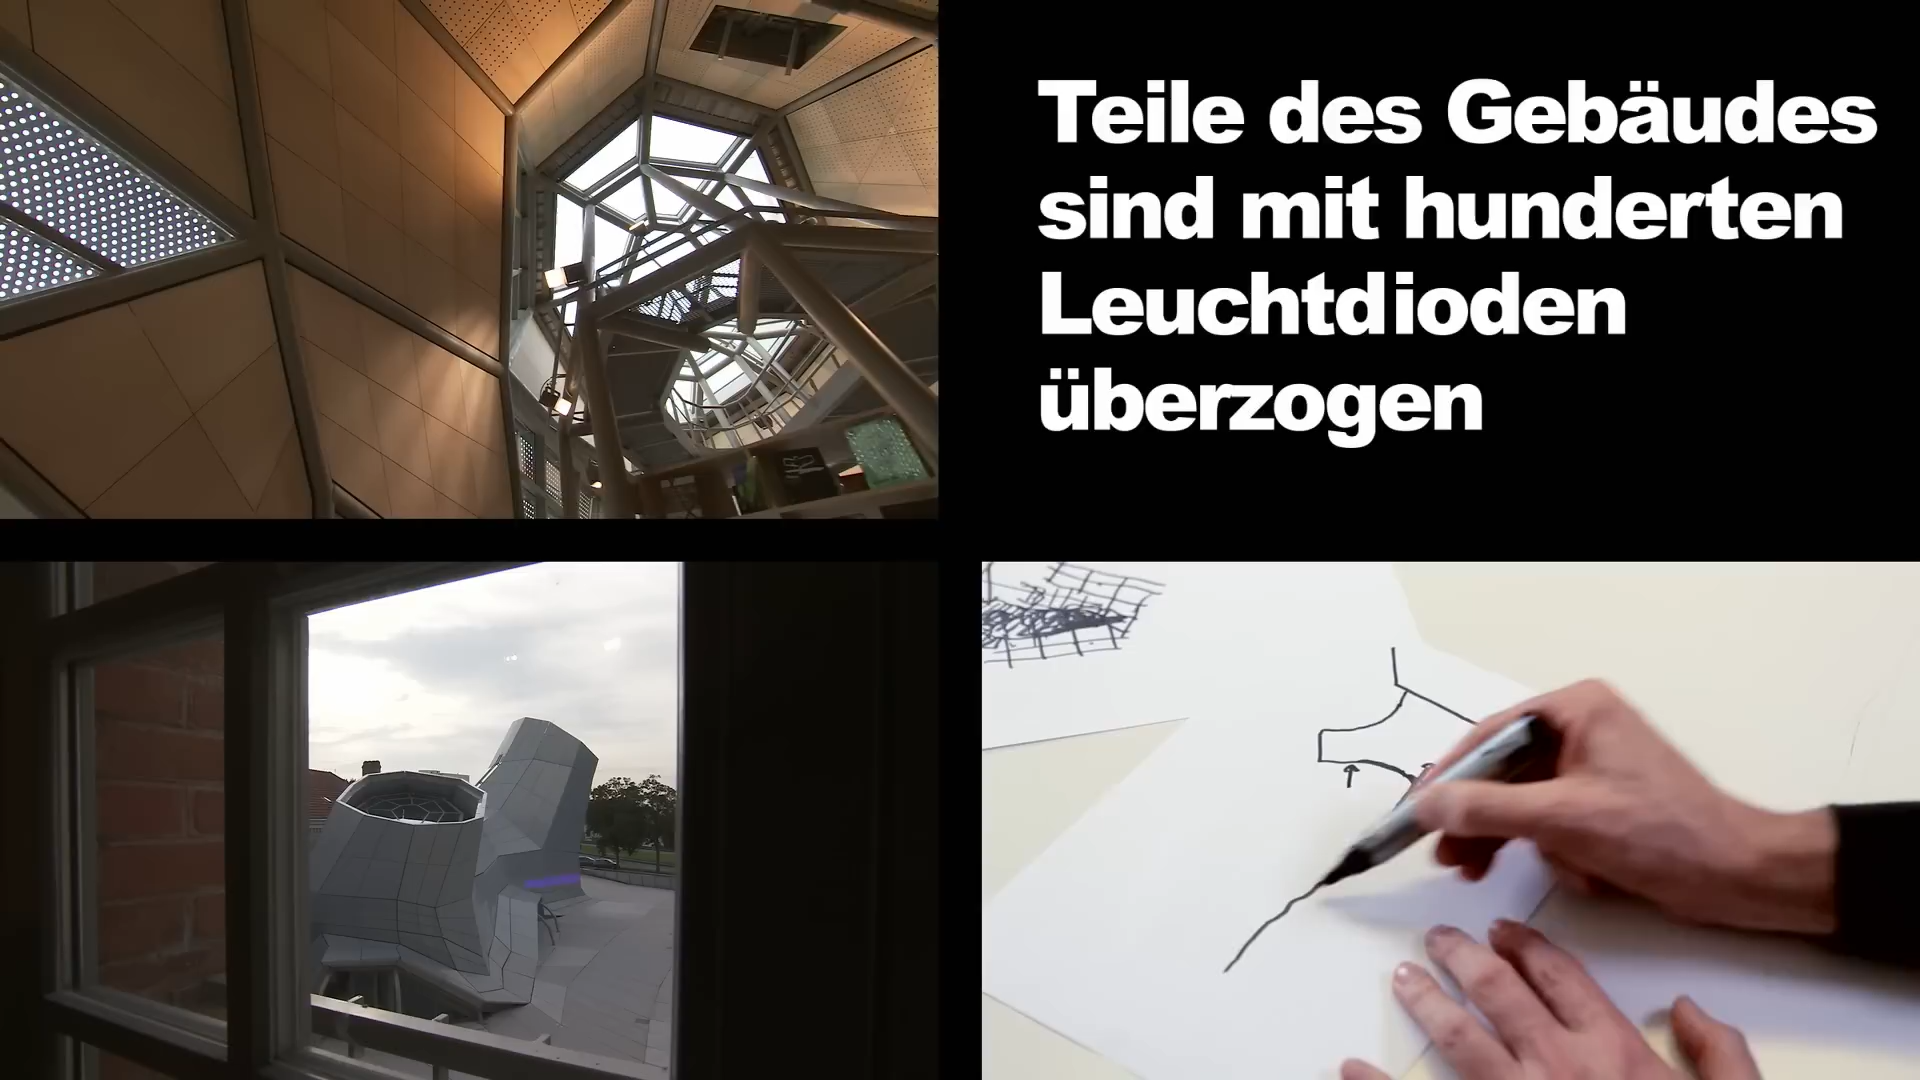 Teile des Gebäudes
sind mit hunderten
Leuchtdioden
überzogen